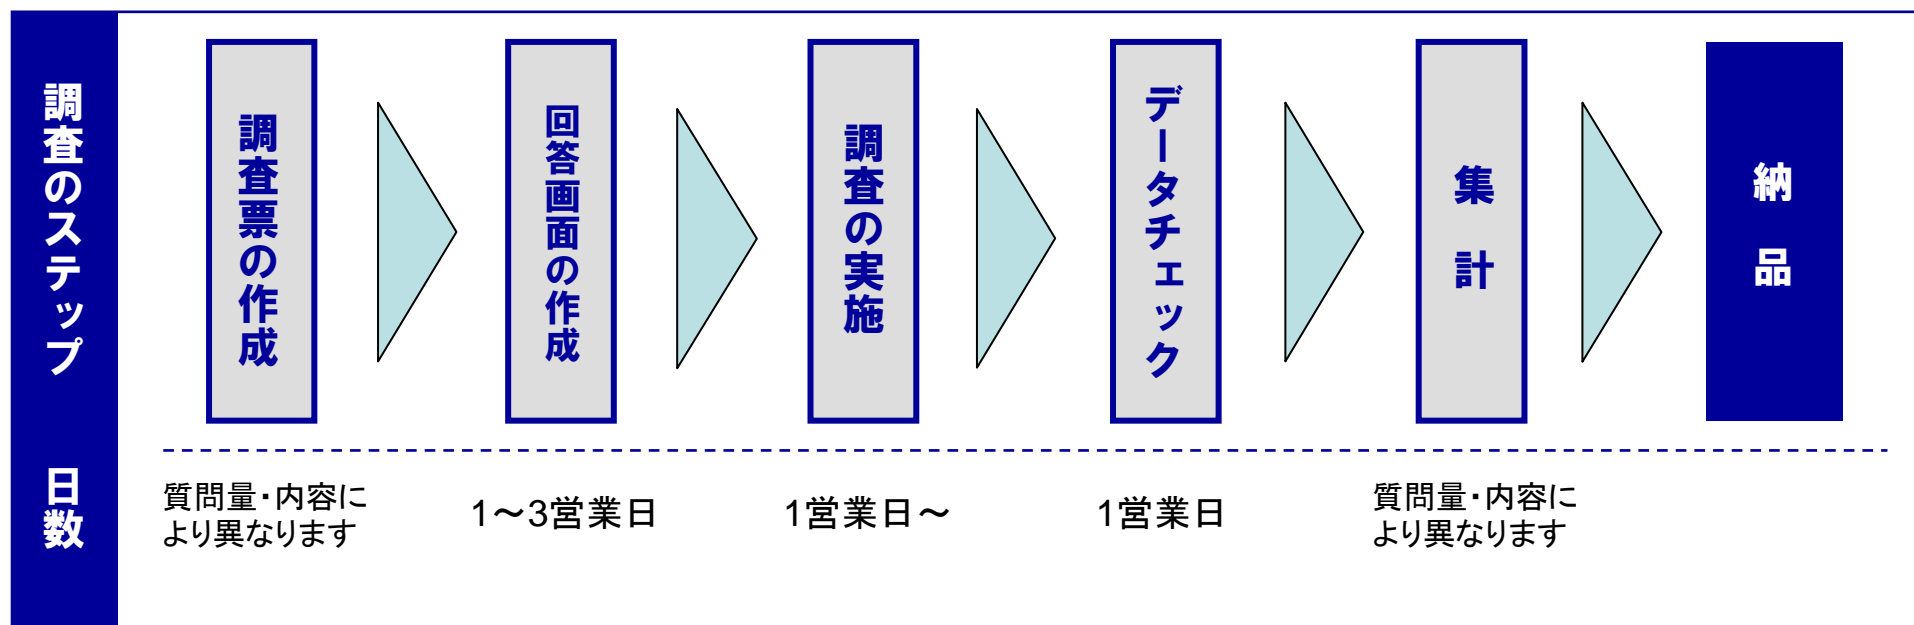 調査のステップ
調査票の作成
回答画面の作成
調査の実施
データチェック
集計
納品
日数
質問量・内容に
より異なります
1～3営業日
1営業日～
1営業日
質問量・内容に
より異なります